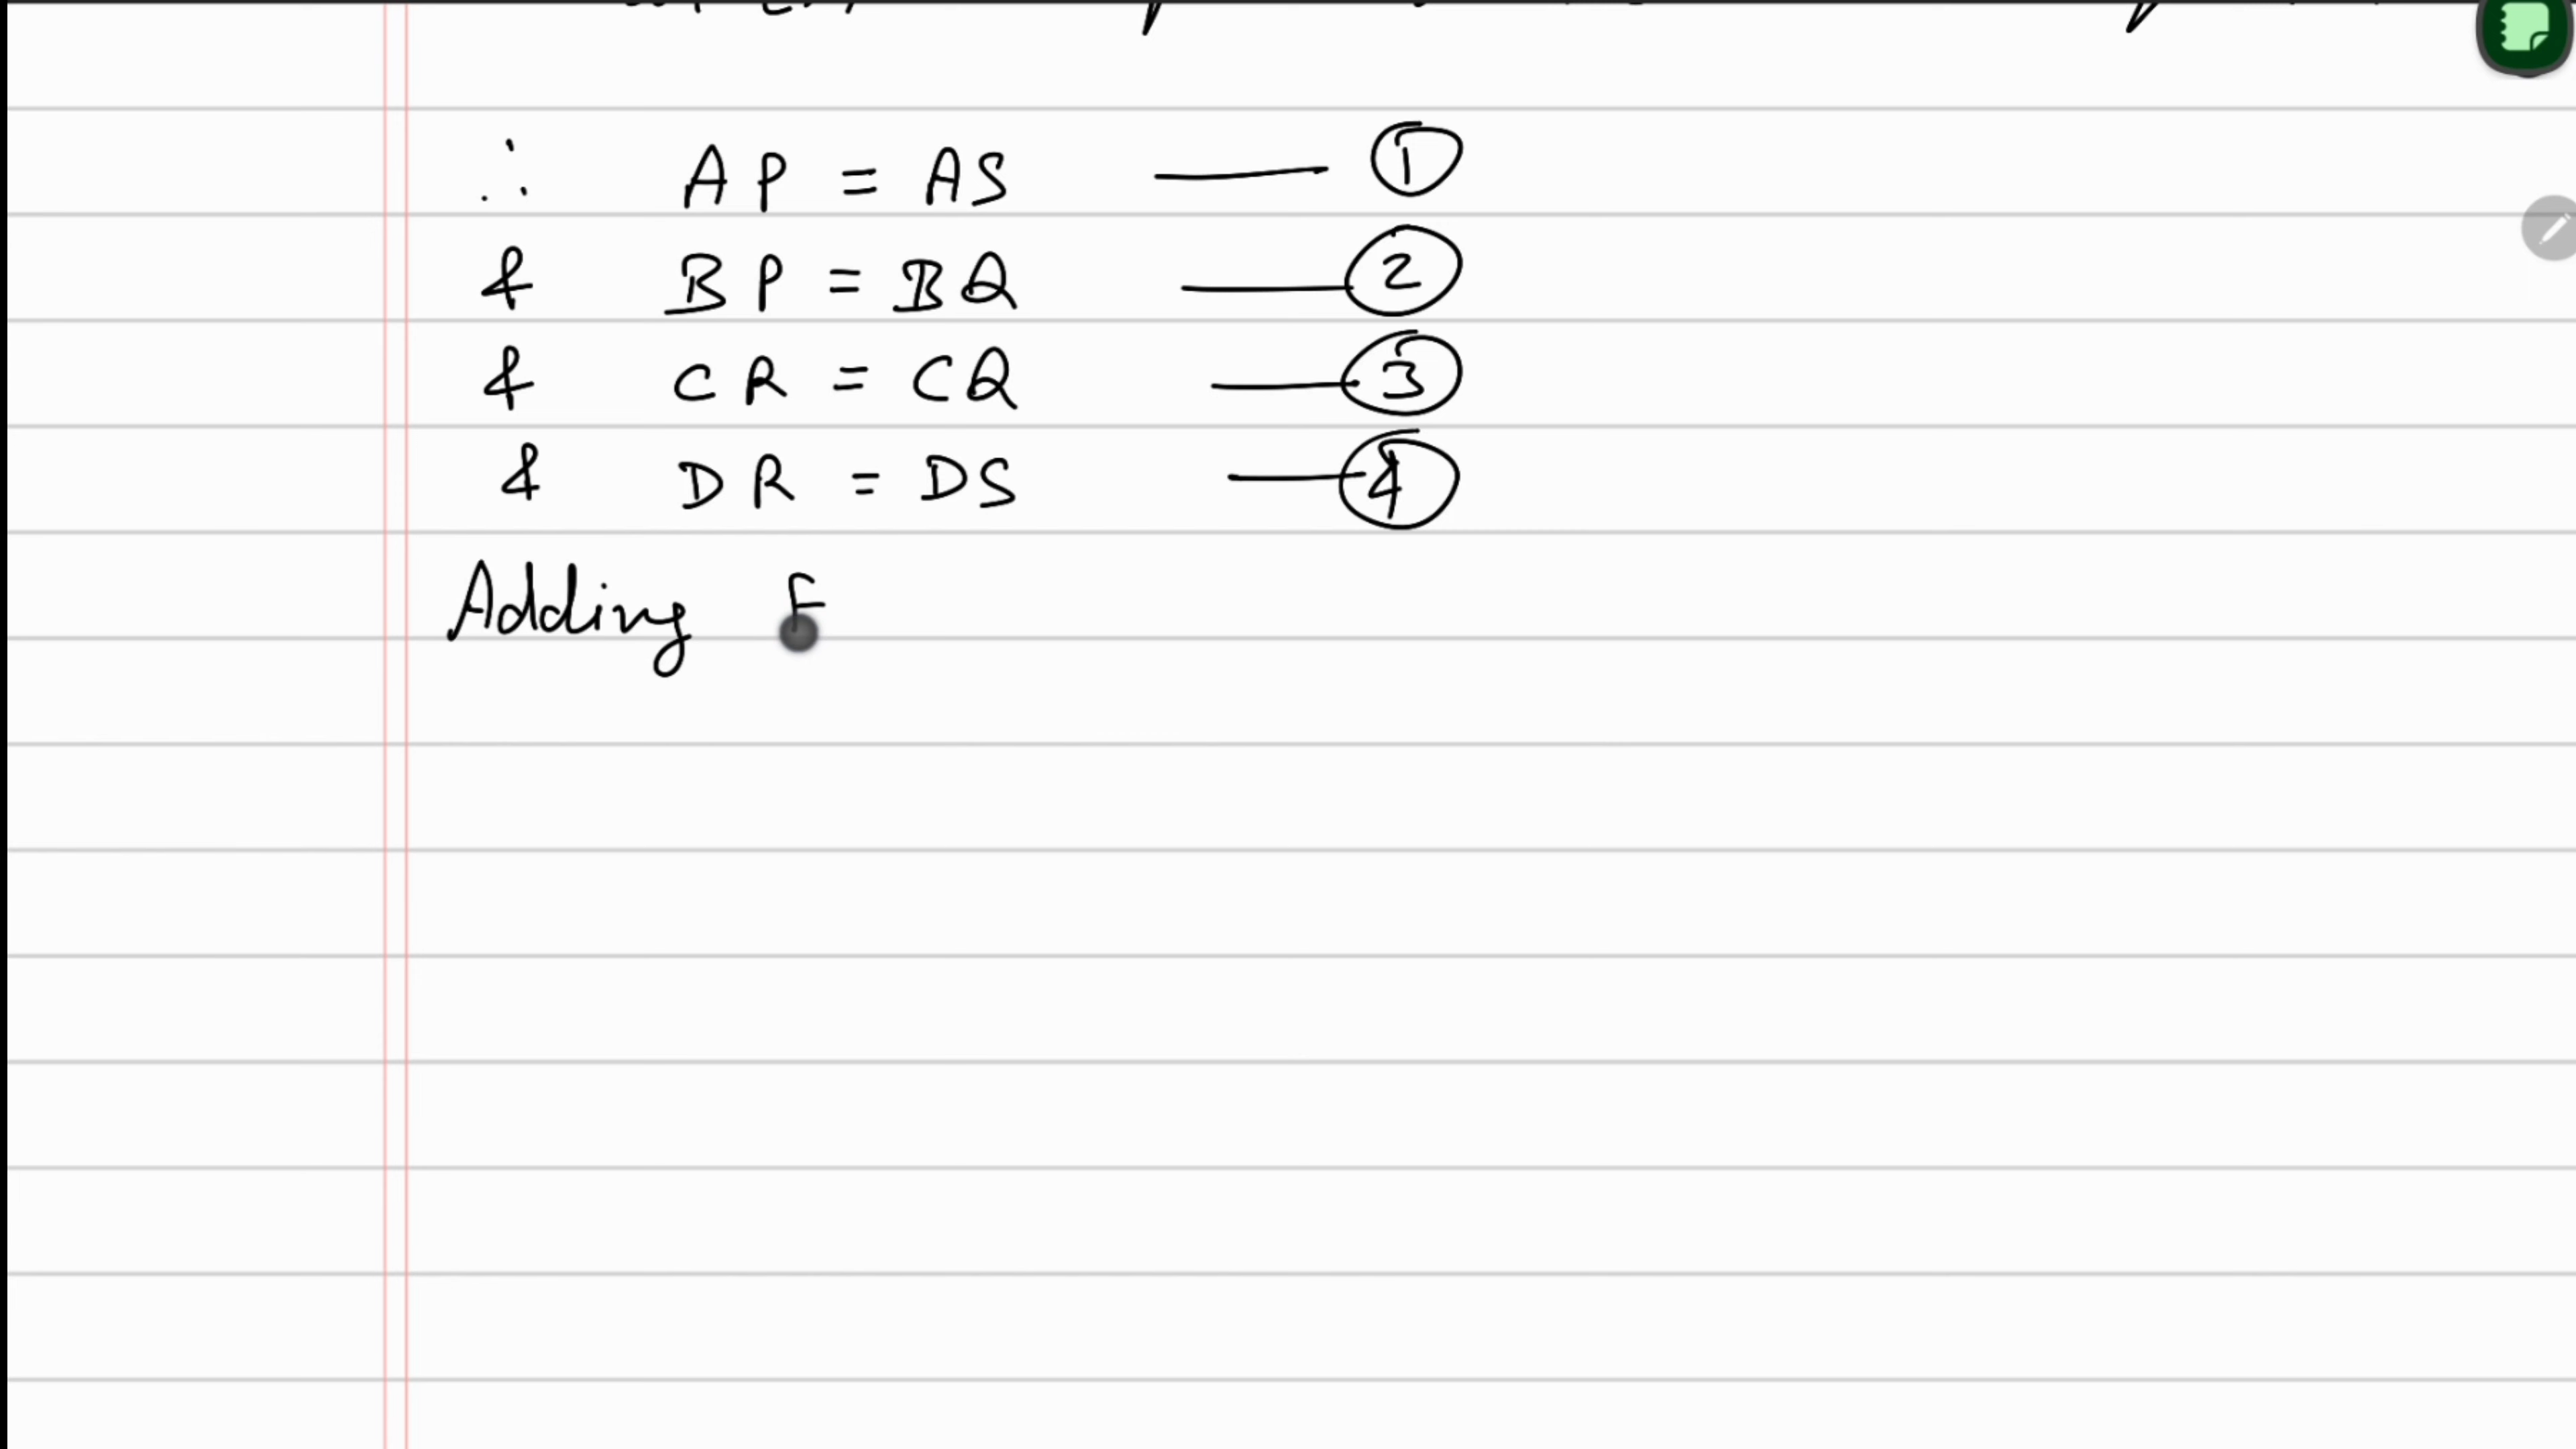 ∴ AP = AS —— ①
& BP = BQ —— ②
& CR = CQ —— ③
& DR = DS —— ④
Adding F